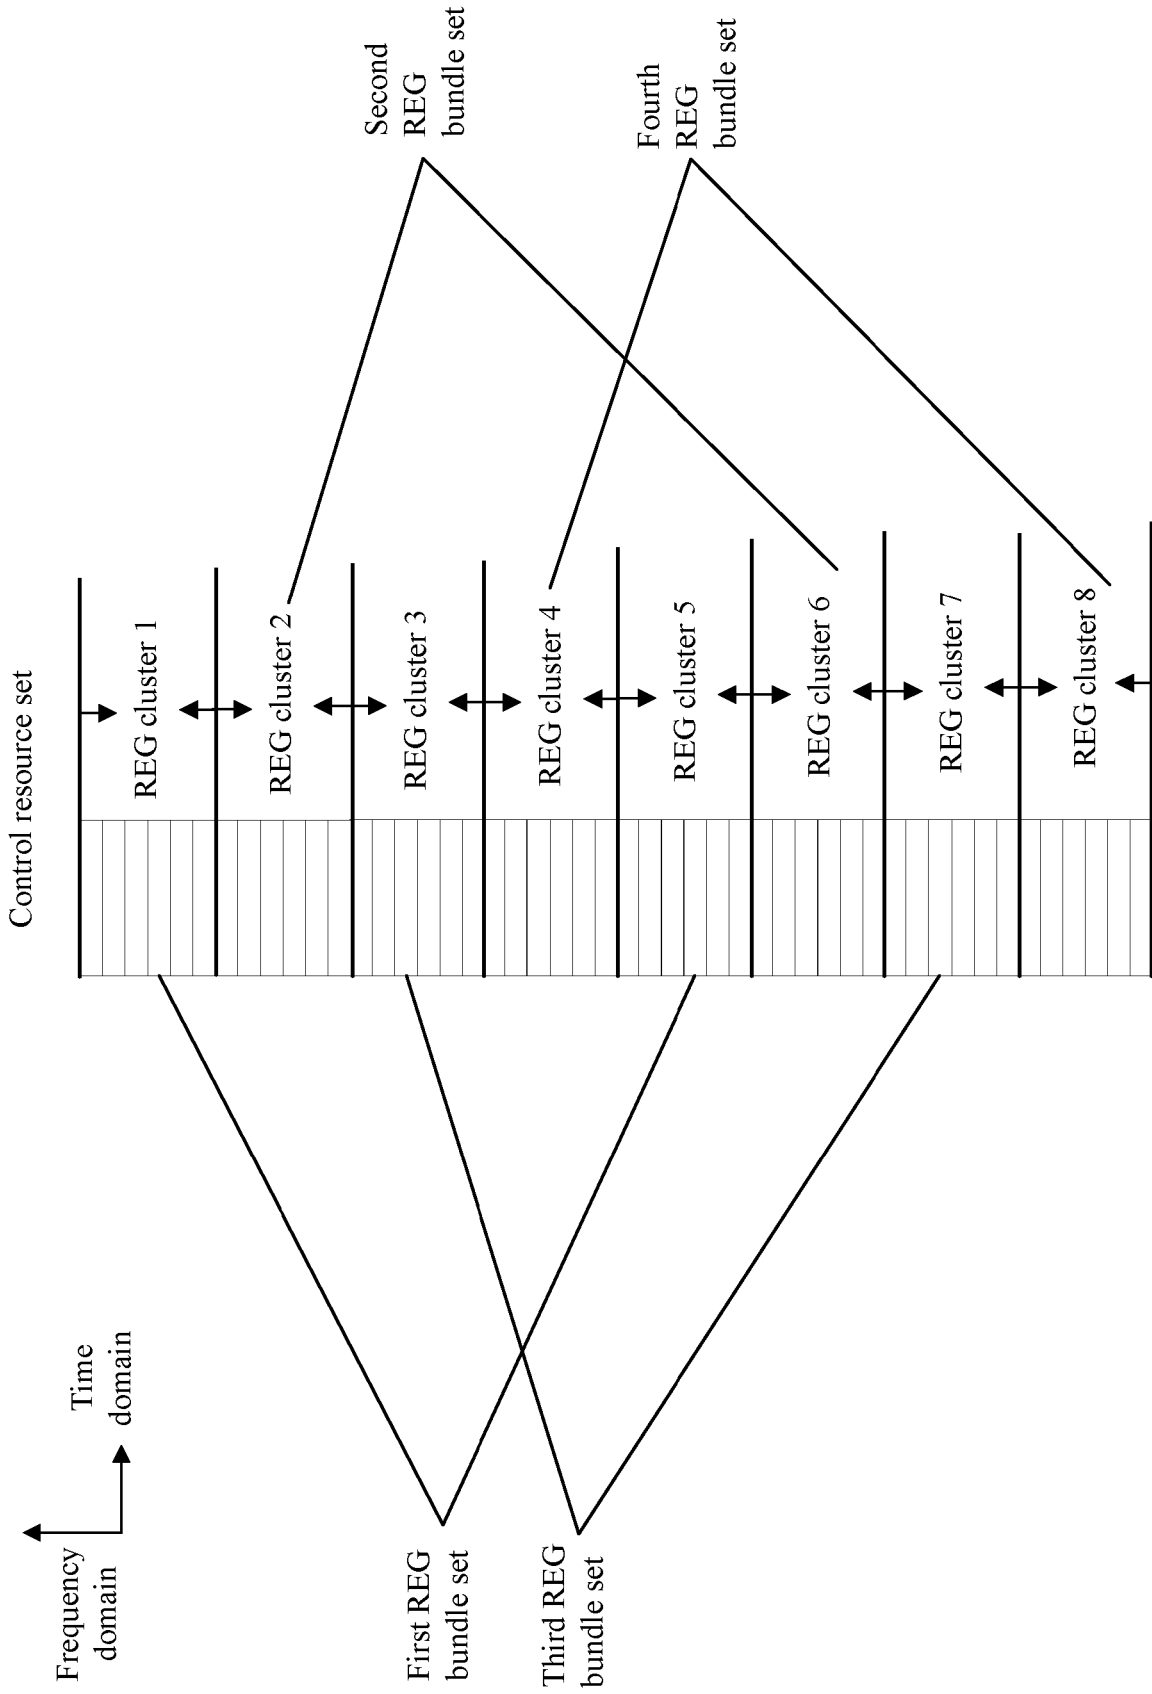 Control resource set
Frequency
domain
Time
domain
REG cluster 1
REG cluster 2
REG cluster 3
REG cluster 4
REG cluster 5
REG cluster 6
REG cluster 7
REG cluster 8
First REG
bundle set
Third REG
bundle set
Second
REG
bundle set
Fourth
REG
bundle set